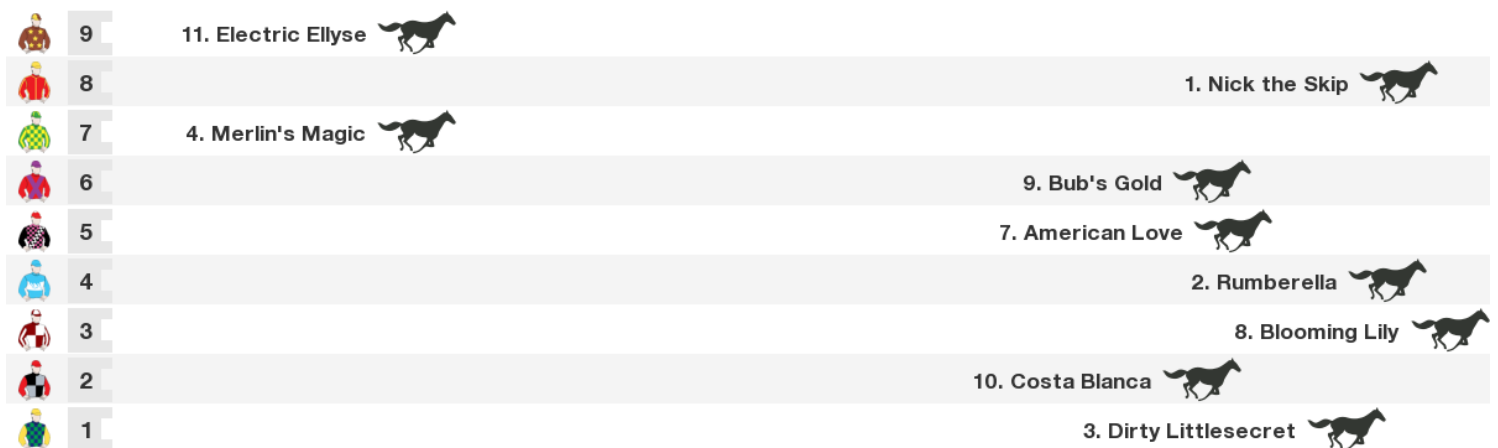 9 11. Electric Ellyse
8 1. Nick the Skip
7 4. Merlin's Magic
6 9. Bub's Gold
5 7. American Love
4 2. Rumberella
3 8. Blooming Lily
2 10. Costa Blanca
1 3. Dirty Littlesecret